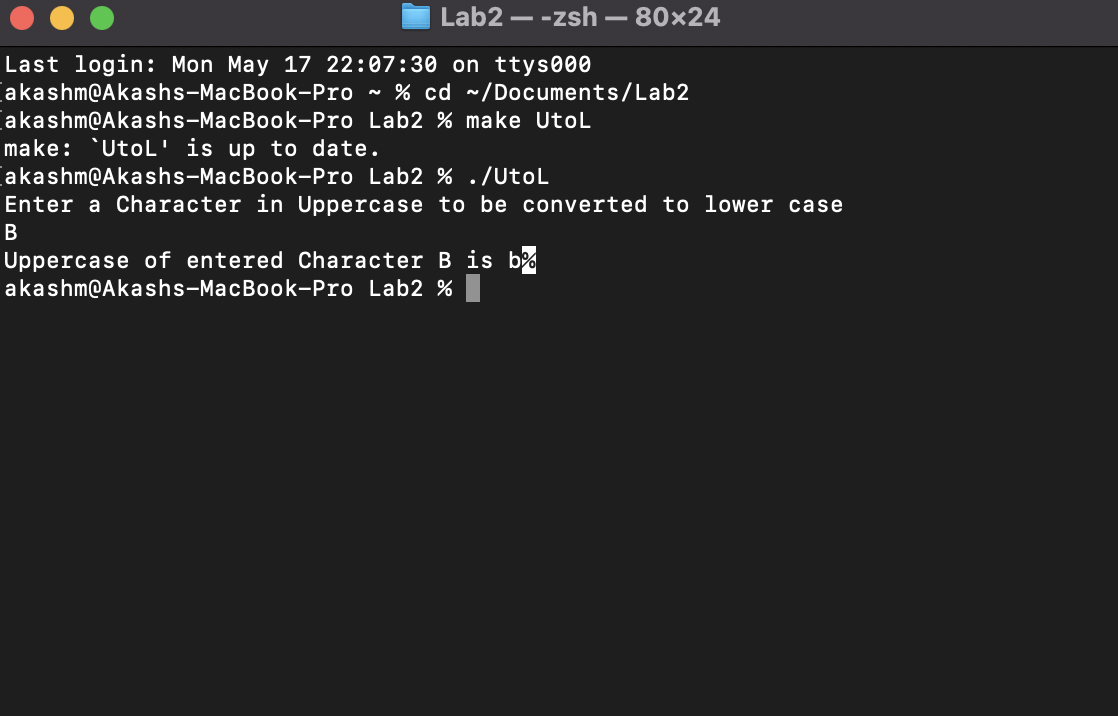 Lab2 — -zsh — 80×24
Last login: Mon May 17 22:07:30 on ttys000
[akashm@Akashs-MacBook-Pro ~ % cd ~/Documents/Lab2
[akashm@Akashs-MacBook-Pro Lab2 % make UtoL
make: `UtoL' is up to date.
[akashm@Akashs-MacBook-Pro Lab2 % ./UtoL
Enter a Character in Uppercase to be converted to lower case
B
Uppercase of entered Character B is b%
akashm@Akashs-MacBook-Pro Lab2 %